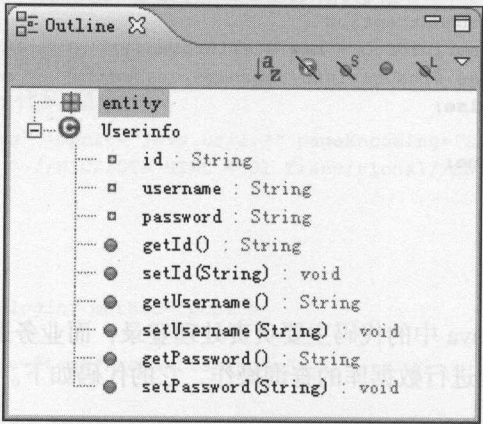 Outline
entity
Userinfo
id : String
username : String
password : String
getId() : String
setId(String) : void
getUsername() : String
setUsername(String) : void
getPassword() : String
setPassword(String) : void